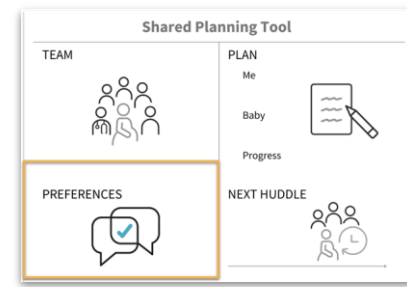 Shared Planning Tool
TEAM
PLAN
Me
Baby
Progress
PREFERENCES
NEXT HUDDLE